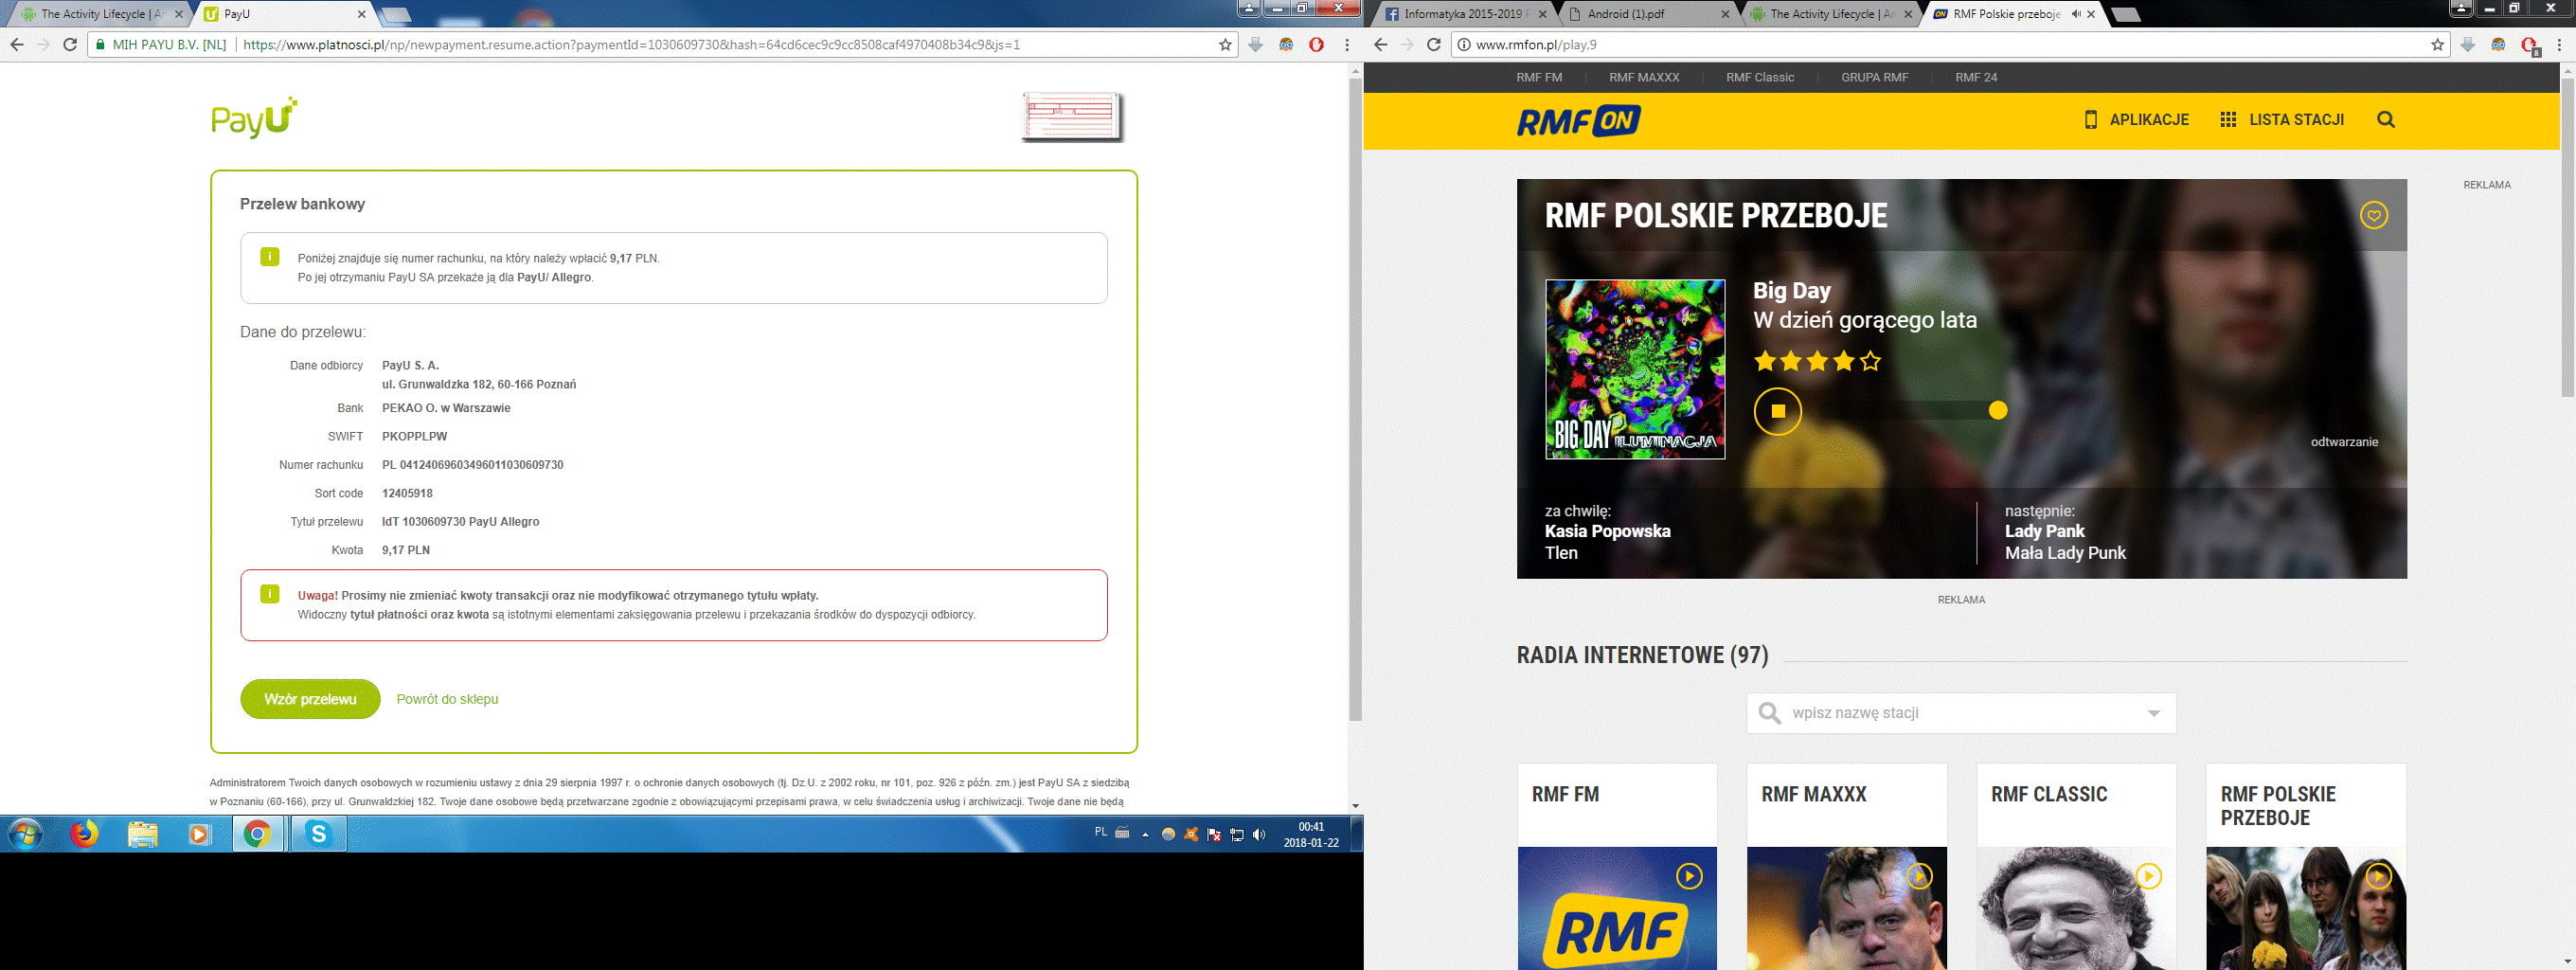 The Activity Lifecycle | An
PayU
MIH PAYU B.V. [NL]
https://www.platnosci.pl/np/newpayment.resume.action?paymentId=1030609730&hash=64cd6cec9c9cc8508caf4970408b34c9&js=1
PayU
Przelew bankowy
Poniżej znajduje się numer rachunku, na który należy wpłacić 9,17 PLN.
Po jej otrzymaniu PayU SA przekaże ją dla PayU/ Allegro.
Dane do przelewu:
Dane odbiorcy PayU S. A.
ul. Grunwaldzka 182, 60-166 Poznań
Bank PEKAO O. w Warszawie
SWIFT PKOPPLPW
Numer rachunku PL 04124069603496011030609730
Sort code 12405918
Tytuł przelewu IdT 1030609730 PayU Allegro
Kwota 9,17 PLN
Uwaga! Prosimy nie zmieniać kwoty transakcji oraz nie modyfikować otrzymanego tytułu wpłaty.
Widoczny tytuł płatności oraz kwota są istotnymi elementami zaksięgowania przelewu i przekazania środków do dyspozycji odbiorcy.
Wzór przelewu Powrót do sklepu
Administratorem Twoich danych osobowych w rozumieniu ustawy z dnia 29 sierpnia 1997 r. o ochronie danych osobowych (tj. Dz.U. z 2002 roku, nr 101, poz. 926 z późn. zm.) jest PayU SA z siedzibą
w Poznaniu (60-166), przy ul. Grunwaldzkiej 182. Twoje dane osobowe będą przetwarzane zgodnie z obowiązującymi przepisami prawa, w celu świadczenia usług i archiwizacji. Twoje dane nie będą
PL
00:41
2018-01-22
Informatyka 2015-2019 P
Android (1).pdf
The Activity Lifecycle | An
RMF Polskie przeboje
www.rmfon.pl/play,9
8
RMF FM RMF MAXXX RMF Classic GRUPA RMF RMF 24
RMF ON
APLIKACJE LISTA STACJI
REKLAMA
RMF POLSKIE PRZEBOJE
Big Day
W dzień gorącego lata
BIG DAY ILUMINACJA
odtwarzanie
za chwilę:
Kasia Popowska
Tlen
następnie:
Lady Pank
Mała Lady Punk
REKLAMA
RADIA INTERNETOWE (97)
wpisz nazwę stacji
RMF FM
RMF MAXXX
RMF CLASSIC
RMF POLSKIE
PRZEBOJE
RMF